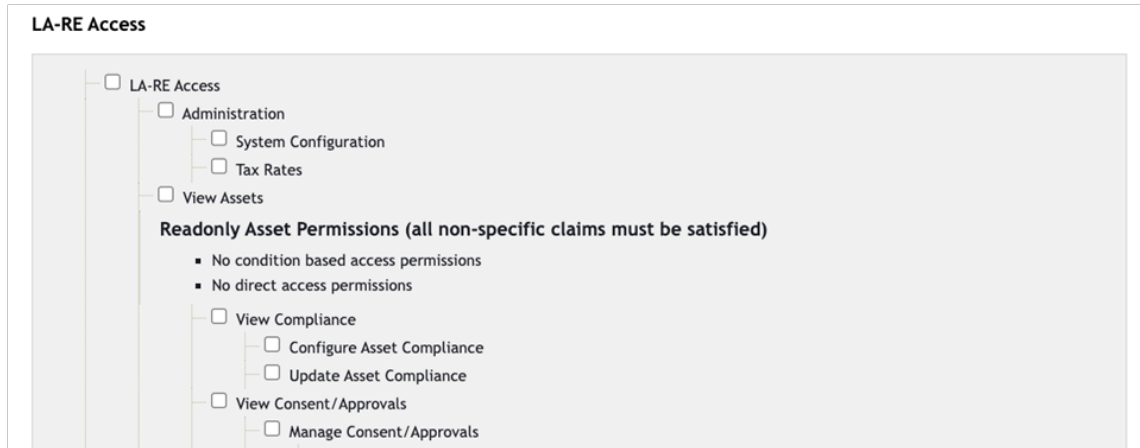 LA-RE Access
LA-RE Access
Administration
System Configuration
Tax Rates
View Assets
Readonly Asset Permissions (all non-specific claims must be satisfied)
No condition based access permissions
No direct access permissions
View Compliance
Configure Asset Compliance
Update Asset Compliance
View Consent/Approvals
Manage Consent/Approvals